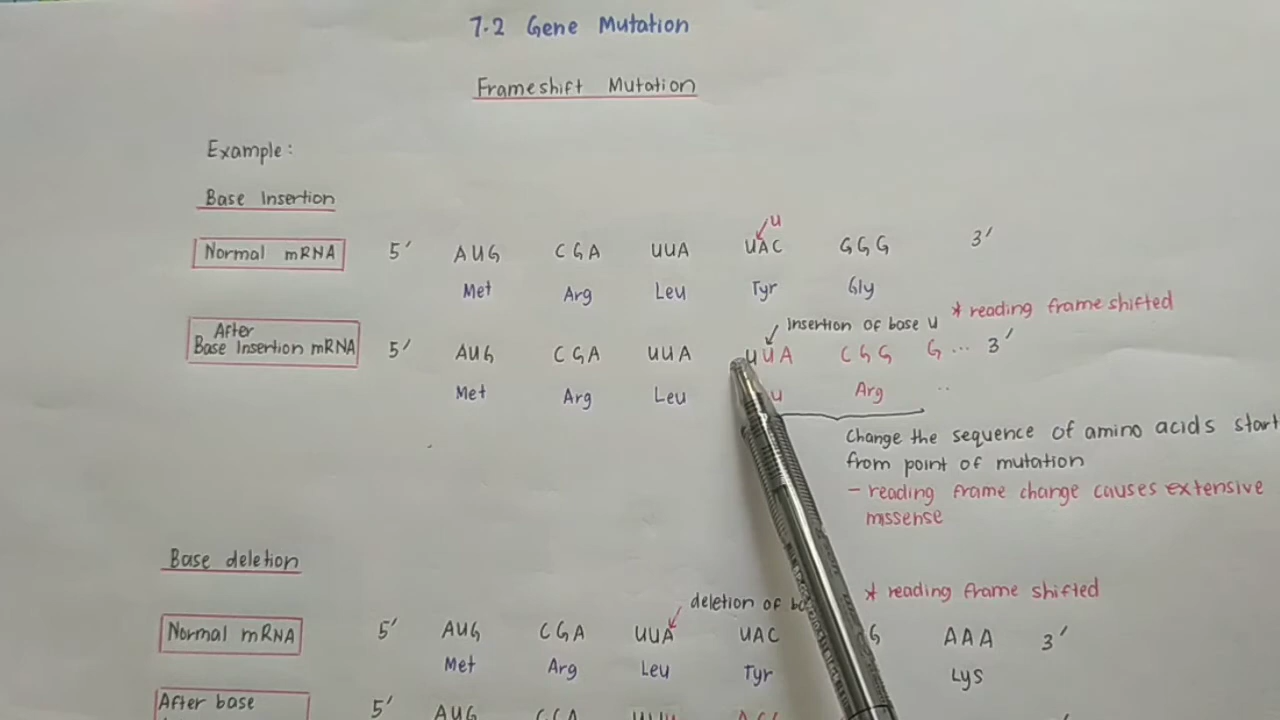 7.2 Gene Mutation
Frameshift Mutation
Example:
Base Insertion
u
Normal mRNA 5' AUG CGA UUA UAC GGG 3'
Met Arg Leu Tyr Gly
Insertion of base U * reading frame shifted
After
Base Insertion mRNA 5' AUG CGA UUA UUA CGG G... 3'
Met Arg Leu Arg ..
Change the sequence of amino acids start
from point of mutation
- reading frame change causes extensive
missense
Base deletion
deletion of * reading frame shifted
Normal mRNA 5' AUG CGA UUA UAC AAA 3'
Met Arg Leu Tyr Lys
After base 5' AUG CGA